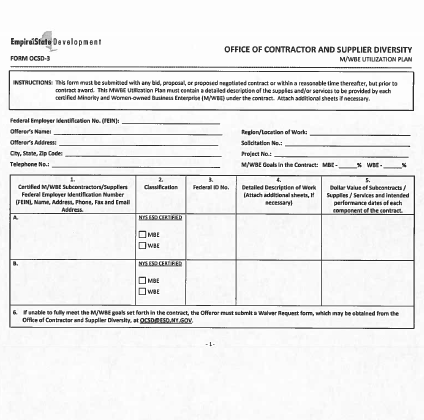 Empire State Development
FORM OCSD-3
OFFICE OF CONTRACTOR AND SUPPLIER DIVERSITY
M/WBE UTILIZATION PLAN
INSTRUCTIONS: This form must be submitted with any bid, proposal, or proposed negotiated contract or within a reasonable time thereafter, but prior to
contract award. This MWBE Utilization Plan must contain a detailed description of the supplies and/or services to be provided by each
certified Minority and Women-owned Business Enterprise (M/WBE) under the contract. Attach additional sheets if necessary.
Federal Employer Identification No. (FEIN):
Offeror's Name:
Region/Location of Work:
Offeror's Address:
Solicitation No.:
City, State, Zip Code:
Project No.:
Telephone No.:
M/WBE Goals in the Contract: MBE - ____% WBE - ____%
1.
Certified M/WBE Subcontractors/Suppliers
Federal Employer Identification Number
(FEIN), Name, Address, Phone, Fax and Email
Address.
2.
Classification
3.
Federal ID No.
4.
Detailed Description of Work
(Attach additional sheets, if
necessary)
5.
Dollar Value of Subcontracts /
Supplies / Services and Intended
performance dates of each
component of the contract.
A.
NYS ESD CERTIFIED
MBE
WBE
B.
NYS ESD CERTIFIED
MBE
WBE
6. If unable to fully meet the M/WBE goals set forth in the contract, the Offeror must submit a Waiver Request form, which may be obtained from the
Office of Contractor and Supplier Diversity, at OCSD@ESD.NY.GOV.
- 1 -